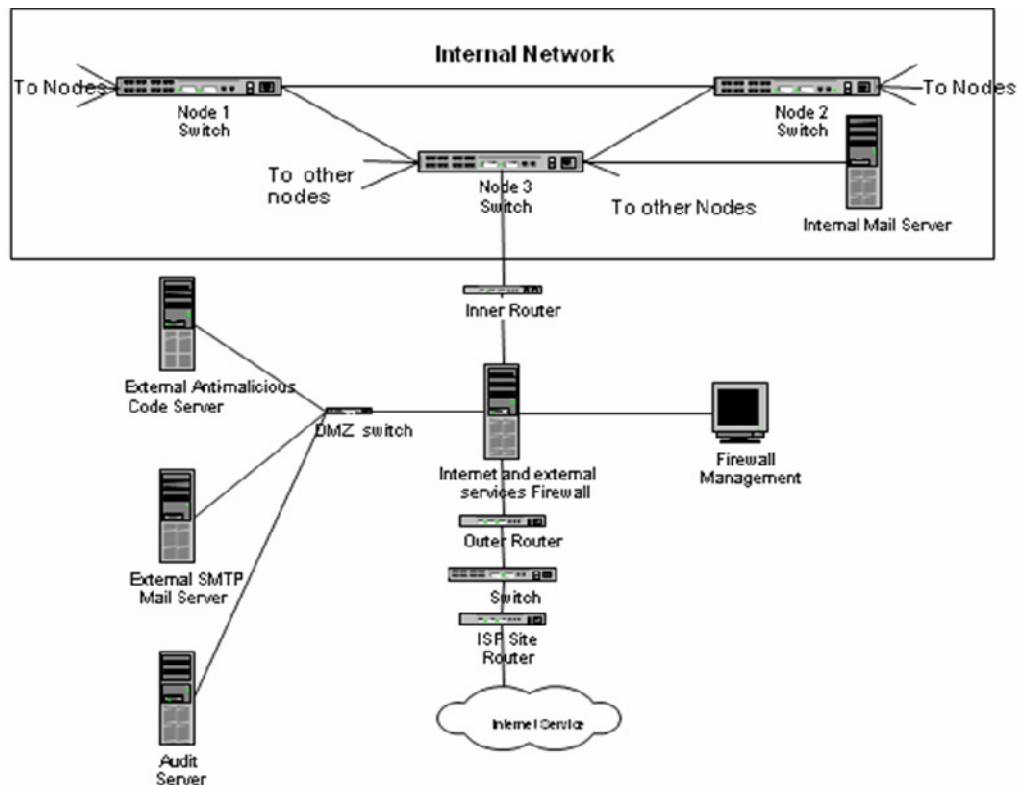 Internal Network
To Nodes
Node 1
Switch
Node 2
Switch
To Nodes
To other
nodes
Node 3
Switch
To other Nodes
Internal Mail Server
Inner Router
External Anti-malicious
Code Server
DMZ switch
Internet and external
services Firewall
Firewall
Management
Outer Router
External SMTP
Mail Server
Switch
ISP Site
Router
Internet Service
Audit
Server